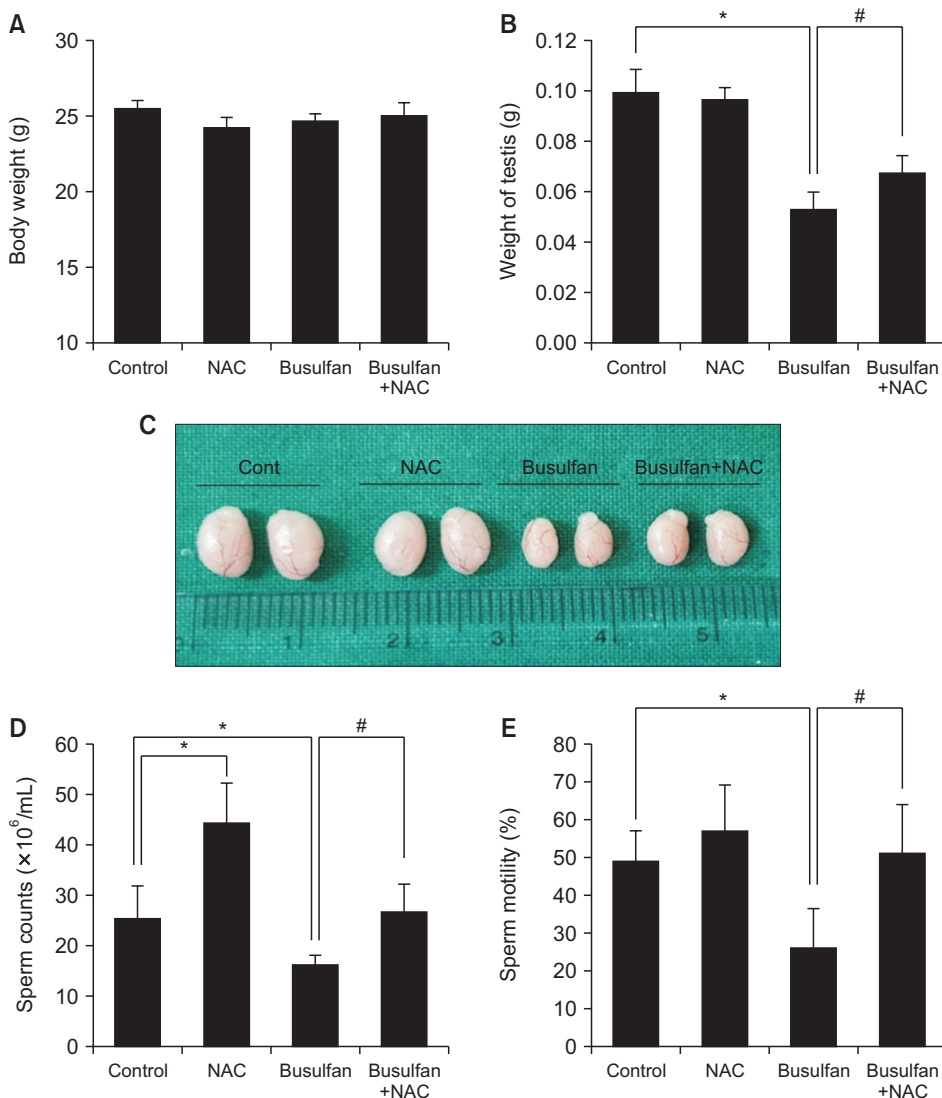 A
Body weight (g)
30
25
20
15
10
Control
NAC
Busulfan
Busulfan
+NAC
B
*
#
Weight of testis (g)
0.12
0.10
0.08
0.06
0.04
0.02
0.00
Control
NAC
Busulfan
Busulfan
+NAC
C
Cont
NAC
Busulfan
Busulfan+NAC
0 1 2 3 4 5
D
*
#
*
Sperm counts (×10⁶/mL)
60
50
40
30
20
10
0
Control
NAC
Busulfan
Busulfan
+NAC
E
*
#
Sperm motility (%)
80
70
60
50
40
30
20
10
0
Control
NAC
Busulfan
Busulfan
+NAC